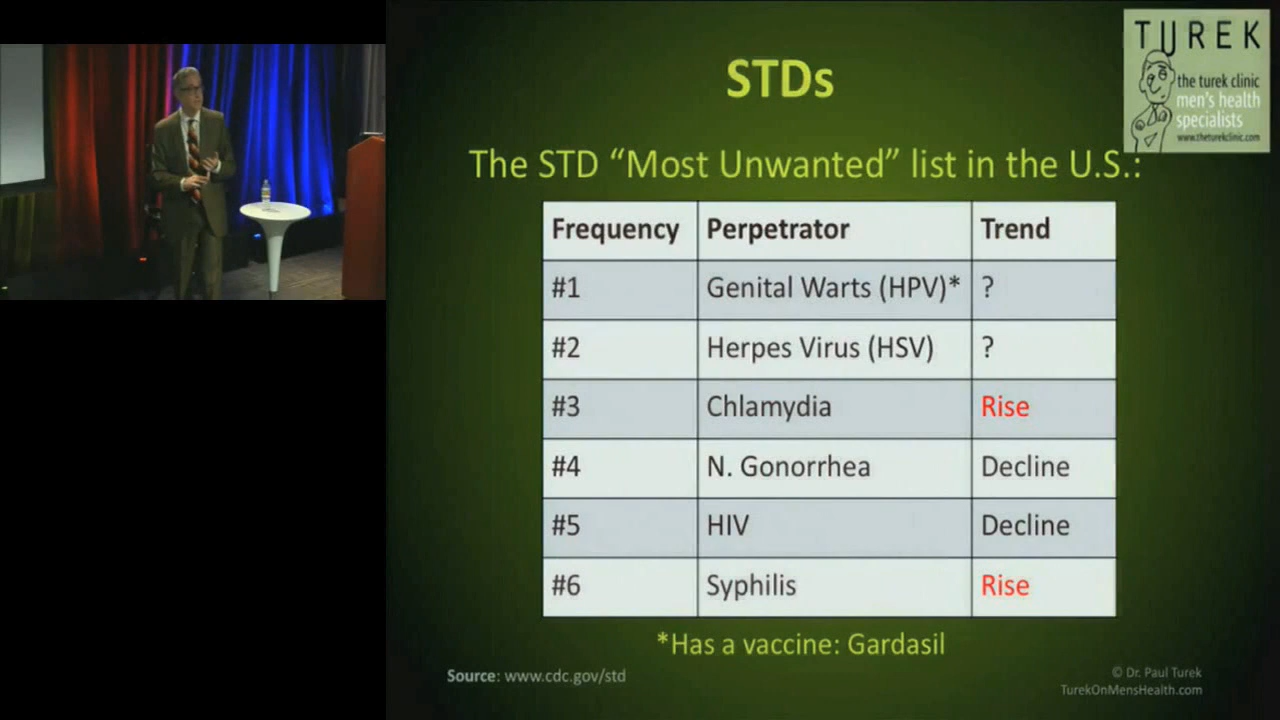 STDs
TUREK
the turek clinic
men's health
specialists
www.theturekclinic.com
The STD “Most Unwanted” list in the U.S.:
Frequency Perpetrator Trend
#1 Genital Warts (HPV)* ?
#2 Herpes Virus (HSV) ?
#3 Chlamydia Rise
#4 N. Gonorrhea Decline
#5 HIV Decline
#6 Syphilis Rise
*Has a vaccine: Gardasil
Source: www.cdc.gov/std
© Dr. Paul Turek
TurekOnMensHealth.com